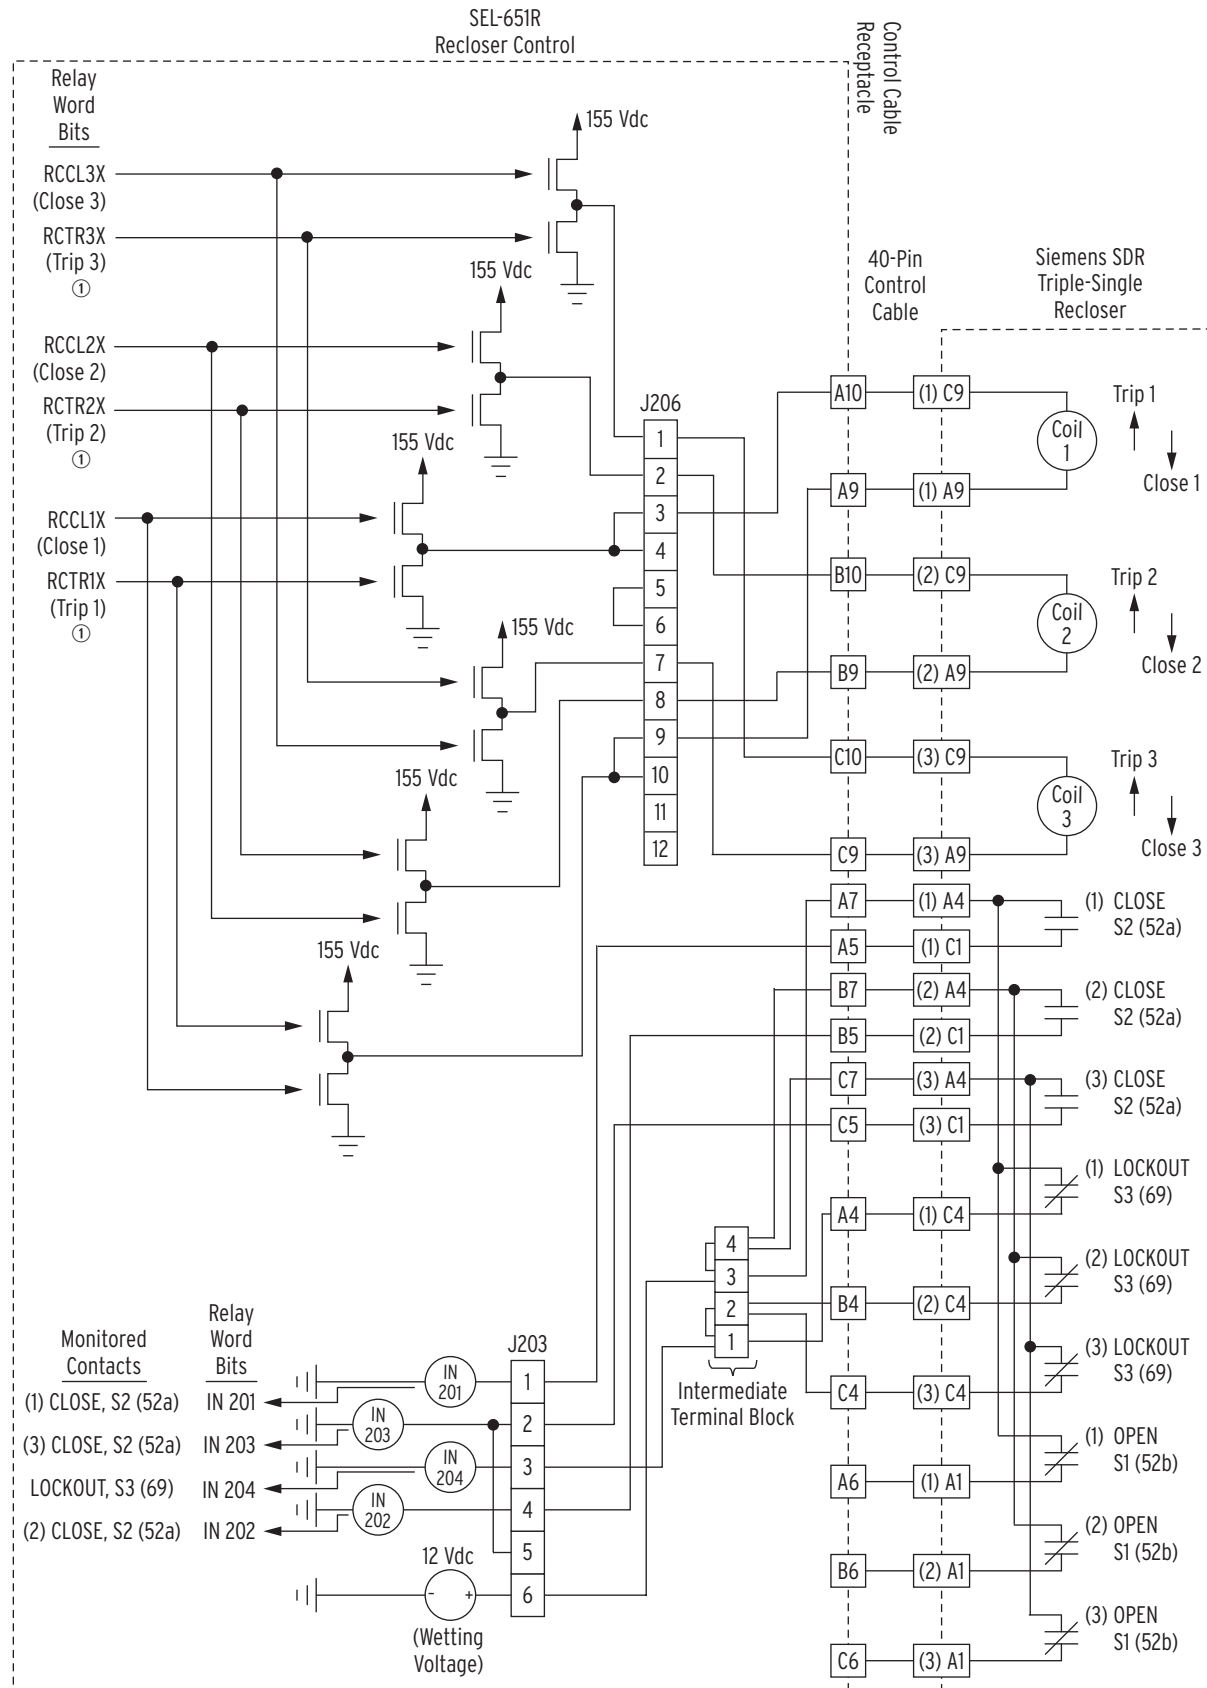 SEL-651R
Recloser Control
Control Cable
Receptacle
Relay
Word
Bits
155 Vdc
RCCL3X
(Close 3)
RCTR3X
(Trip 3)
①
155 Vdc
40-Pin
Control
Cable
Siemens SDR
Triple-Single
Recloser
RCCL2X
(Close 2)
RCTR2X
(Trip 2)
①
155 Vdc
RCCL1X
(Close 1)
RCTR1X
(Trip 1)
①
155 Vdc
155 Vdc
155 Vdc
J206
1
2
3
4
5
6
7
8
9
10
11
12
A10 (1) C9
Coil
1
Trip 1
Close 1
A9 (1) A9
B10 (2) C9
Coil
2
Trip 2
Close 2
B9 (2) A9
C10 (3) C9
Coil
3
Trip 3
Close 3
C9 (3) A9
A7 (1) A4
(1) CLOSE
S2 (52a)
A5 (1) C1
B7 (2) A4
(2) CLOSE
S2 (52a)
B5 (2) C1
C7 (3) A4
(3) CLOSE
S2 (52a)
C5 (3) C1
(1) LOCKOUT
S3 (69)
A4 (1) C4
(2) LOCKOUT
S3 (69)
B4 (2) C4
(3) LOCKOUT
S3 (69)
C4 (3) C4
(1) OPEN
S1 (52b)
A6 (1) A1
(2) OPEN
S1 (52b)
B6 (2) A1
(3) OPEN
S1 (52b)
C6 (3) A1
4
3
2
1
Intermediate
Terminal Block
Monitored
Contacts
Relay
Word
Bits
J203
(1) CLOSE, S2 (52a) IN 201
IN
201
1
(3) CLOSE, S2 (52a) IN 203
IN
203
2
LOCKOUT, S3 (69) IN 204
IN
204
3
(2) CLOSE, S2 (52a) IN 202
IN
202
4
5
12 Vdc
- +
6
(Wetting
Voltage)